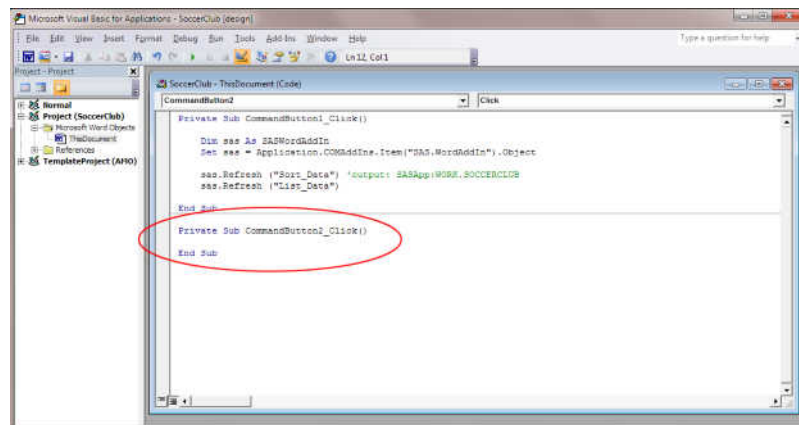 Microsoft Visual Basic for Applications - SoccerClub [design]
File Edit View Insert Format Debug Run Tools Add-Ins Window Help
Type a question for help
Ln 12, Col 1
Project - Project
Normal
Project (SoccerClub)
Microsoft Word Objects
ThisDocument
References
TemplateProject (AMO)
SoccerClub - ThisDocument (Code)
CommandButton2
Click
Private Sub CommandButton1_Click()
Dim sas As SASWordAddIn
Set sas = Application.COMAddIns.Item("SAS.WordAddIn").Object
sas.Refresh ("Sort_Data") 'output: SASApp:WORK.SOCCERCLUB
sas.Refresh ("List_Data")
End Sub
Private Sub CommandButton2_Click()
End Sub